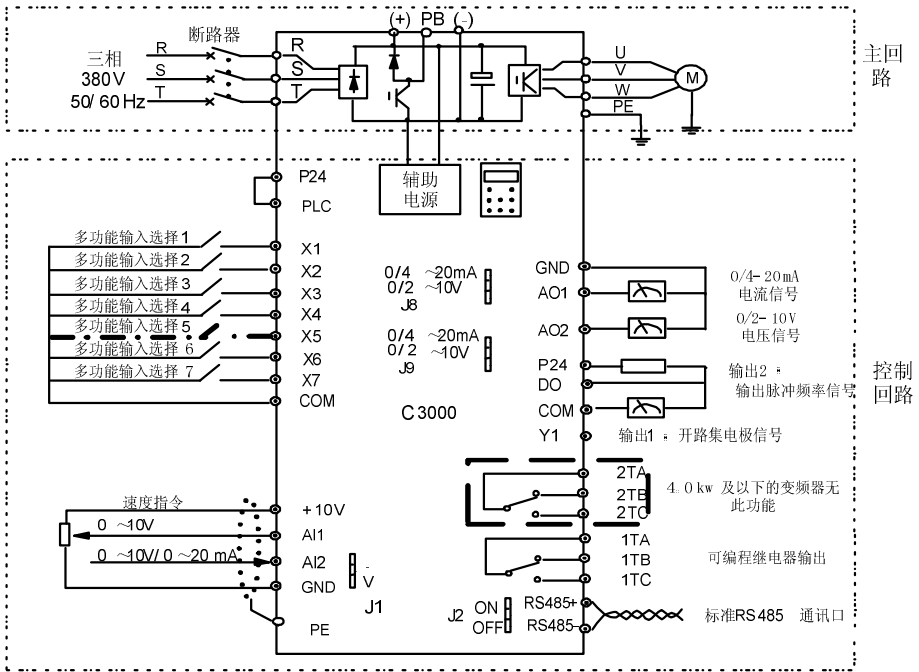 (+) PB (-)
断路器
三相
380V
50/ 60 Hz
R
S
T
R
S
T
U
V
W
PE
M
主回
路
辅助
电源
P24
PLC
多功能输入选择1
多功能输入选择2
多功能输入选择3
多功能输入选择4
多功能输入选择5
多功能输入选择 6
多功能输入选择 7
X1
X2
X3
X4
X5
X6
X7
COM
0/4 ~20mA
0/2 ~10V
J8
0/4 ~20mA
0/2 ~10V
J9
C3000
GND
AO1
AO2
P24
DO
COM
Y1
0/4-20mA
电流信号
0/2-10V
电压信号
输出2：
输出脉冲频率信号
输出1：开路集电极信号
控制
回路
2TA
2TB
2TC
4.0kw 及以下的变频器无
此功能
1TA
1TB
1TC
可编程继电器输出
速度指令
0 ~10V
0 ~10V/ 0 ~20 mA
+10V
AI1
AI2
GND
PE
- V
J1
J2 ON
OFF
RS485+
RS485-
标准RS485 通讯口